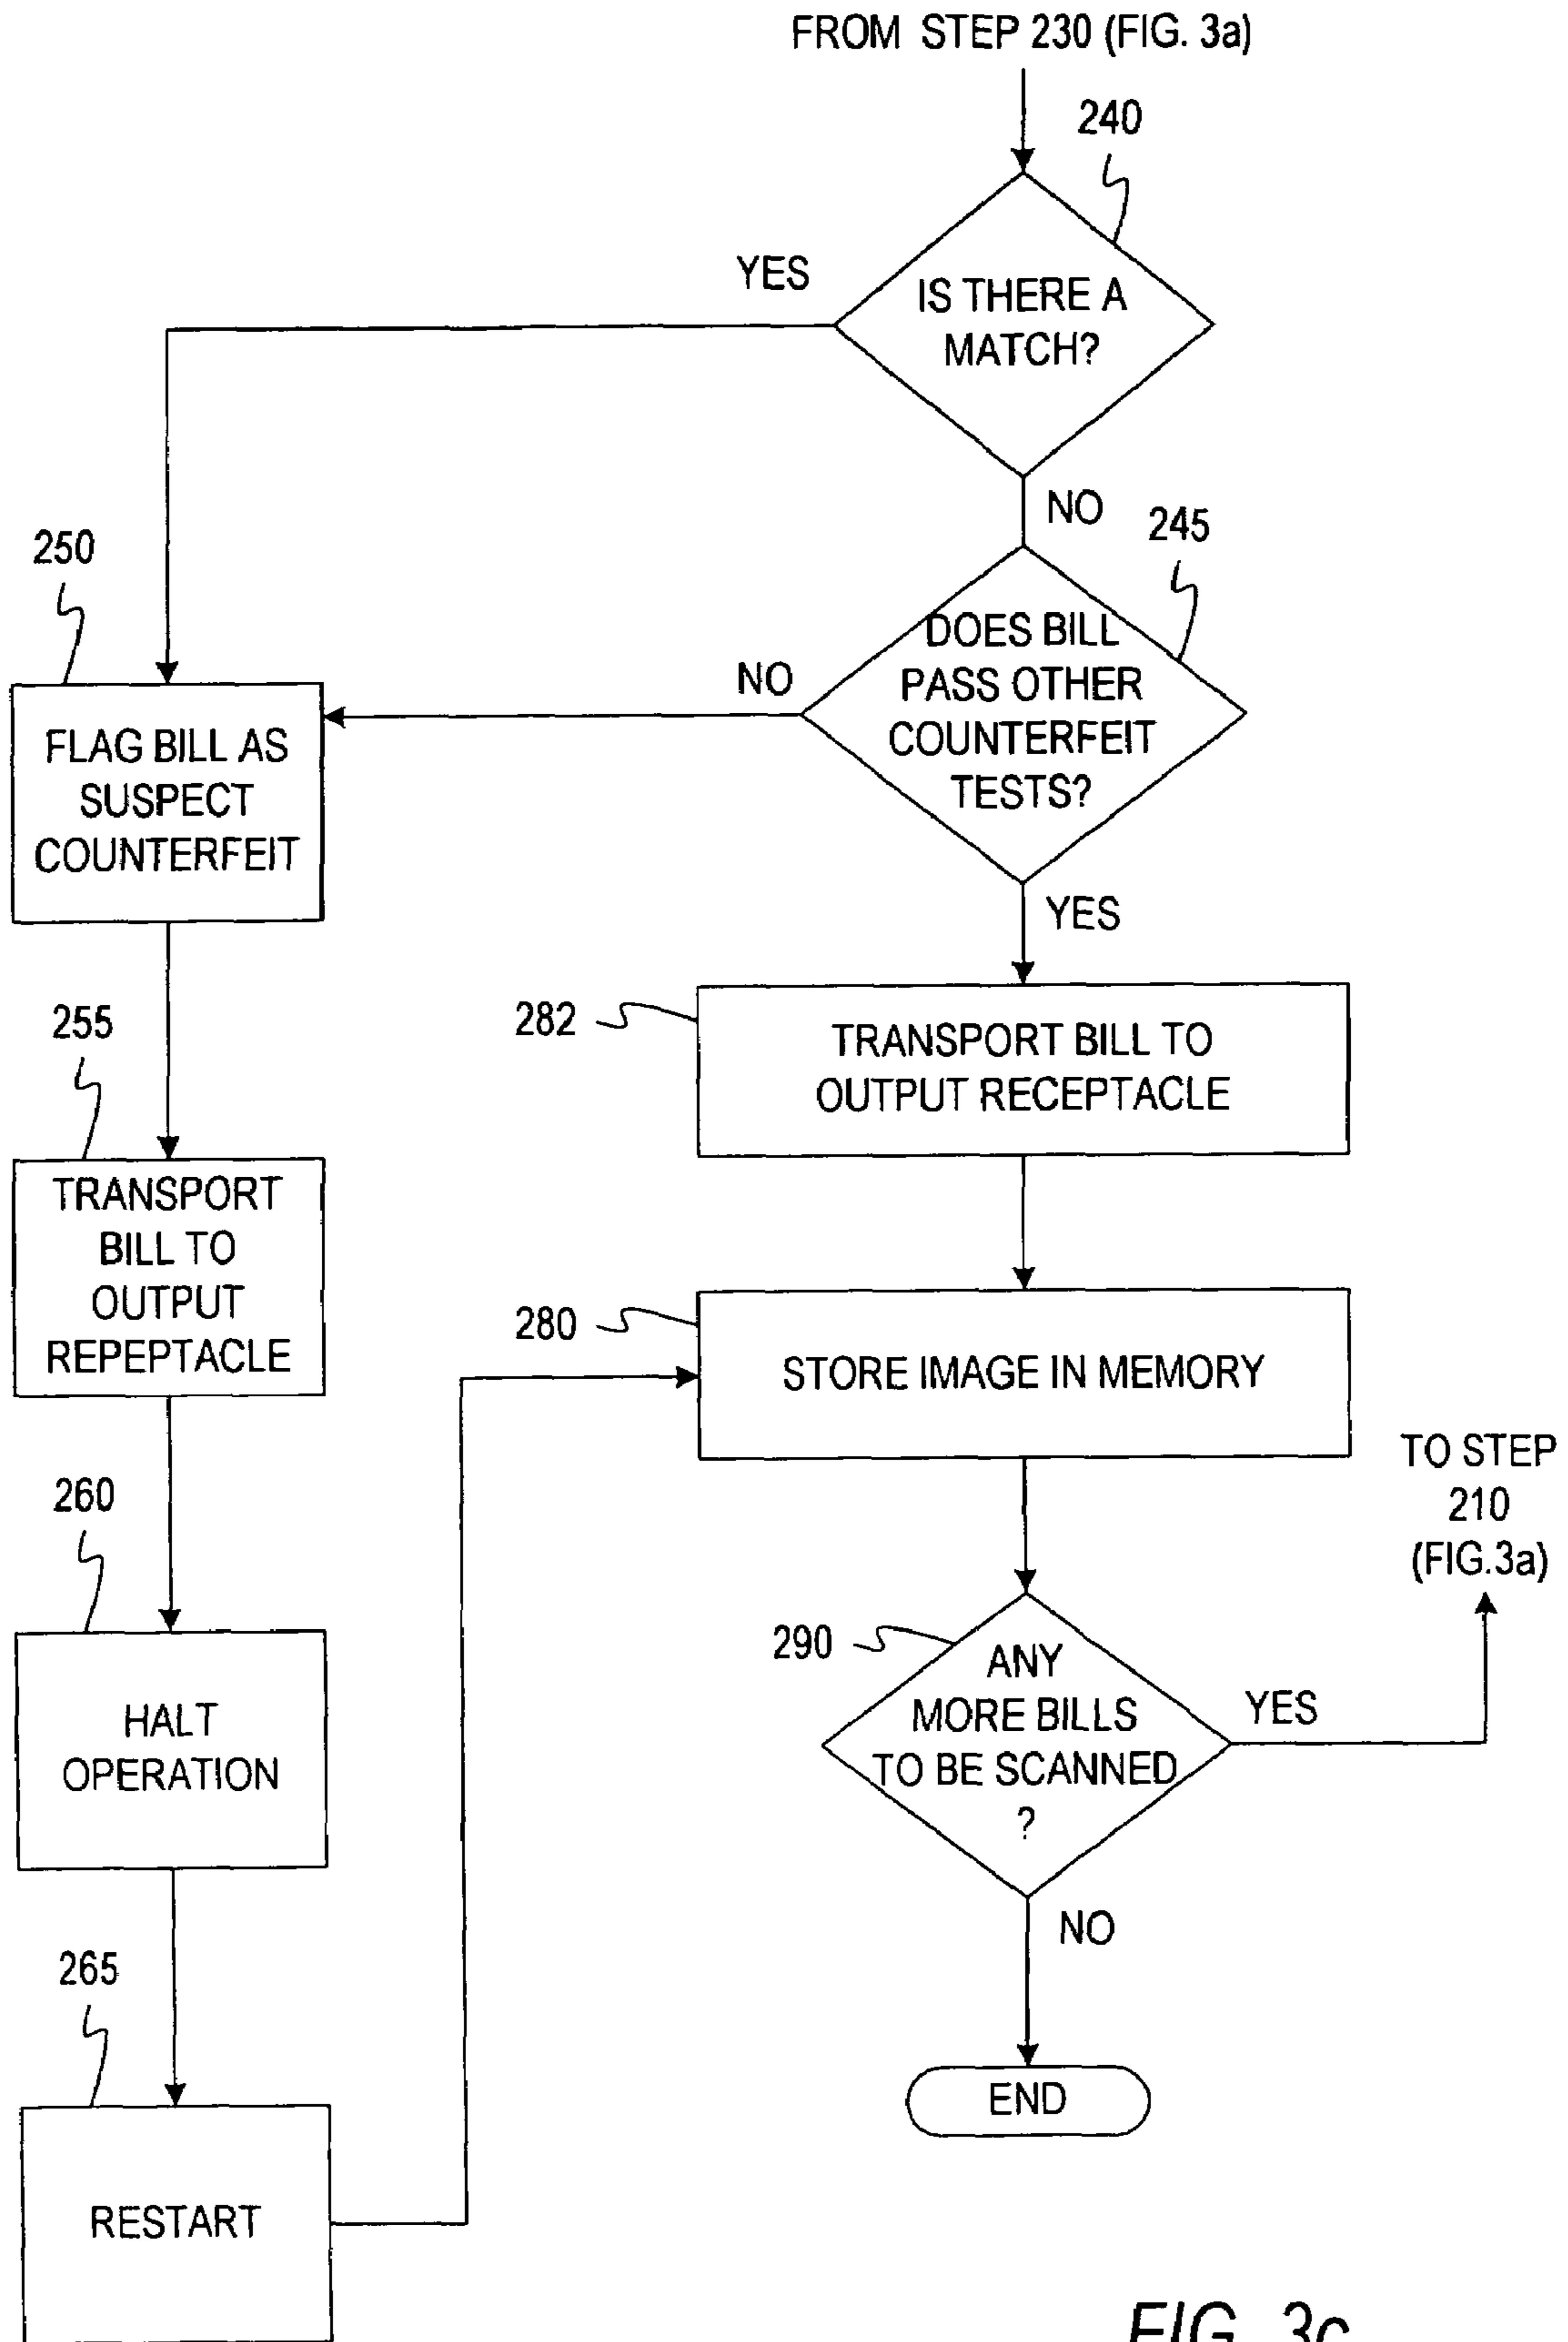 FROM STEP 230 (FIG. 3a)
240
YES
IS THERE A
MATCH?
NO
245
250
DOES BILL
PASS OTHER
COUNTERFEIT
TESTS?
NO
FLAG BILL AS
SUSPECT
COUNTERFEIT
YES
255
282
TRANSPORT BILL TO
OUTPUT RECEPTACLE
TRANSPORT
BILL TO
OUTPUT
REPEPTACLE
280
STORE IMAGE IN MEMORY
TO STEP
210
(FIG.3a)
260
290
ANY
MORE BILLS
TO BE SCANNED
?
YES
HALT
OPERATION
NO
265
END
RESTART
FIG. 3c